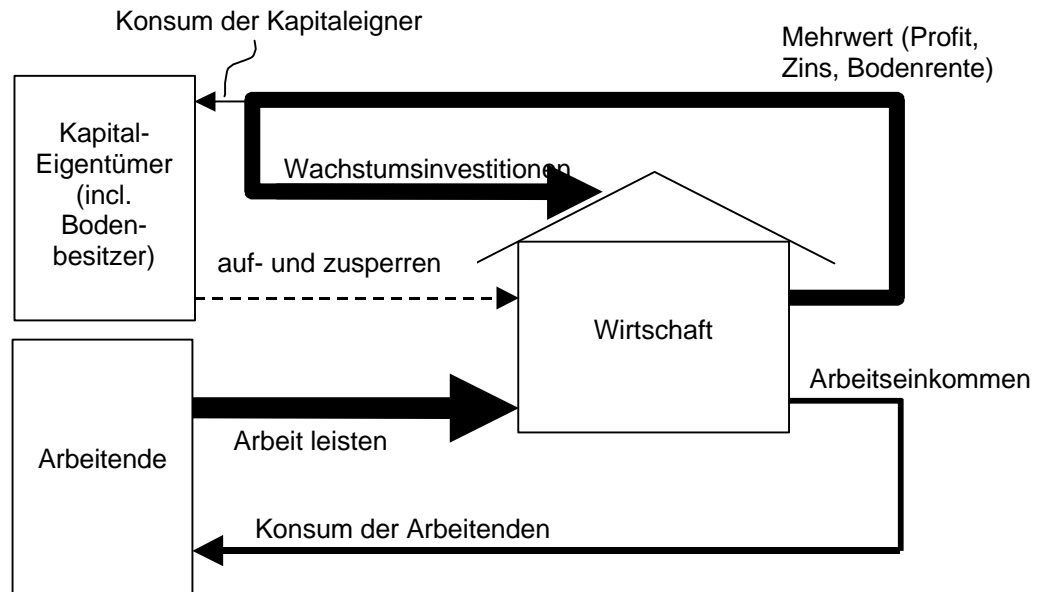 Konsum der Kapitaleigner
Mehrwert (Profit,
Zins, Bodenrente)
Kapital-
Eigentümer
(incl.
Boden-
besitzer)
Wachstumsinvestitionen
auf- und zusperren
Wirtschaft
Arbeitseinkommen
Arbeit leisten
Arbeitende
Konsum der Arbeitenden